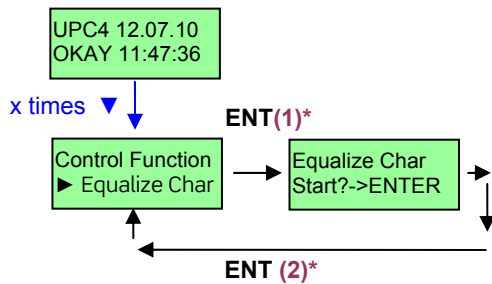 UPC4 12.07.10
OKAY 11:47:36
x times ▼
ENT(1)*
Control Function
► Equalize Char
Equalize Char
Start?->ENTER
ENT (2)*